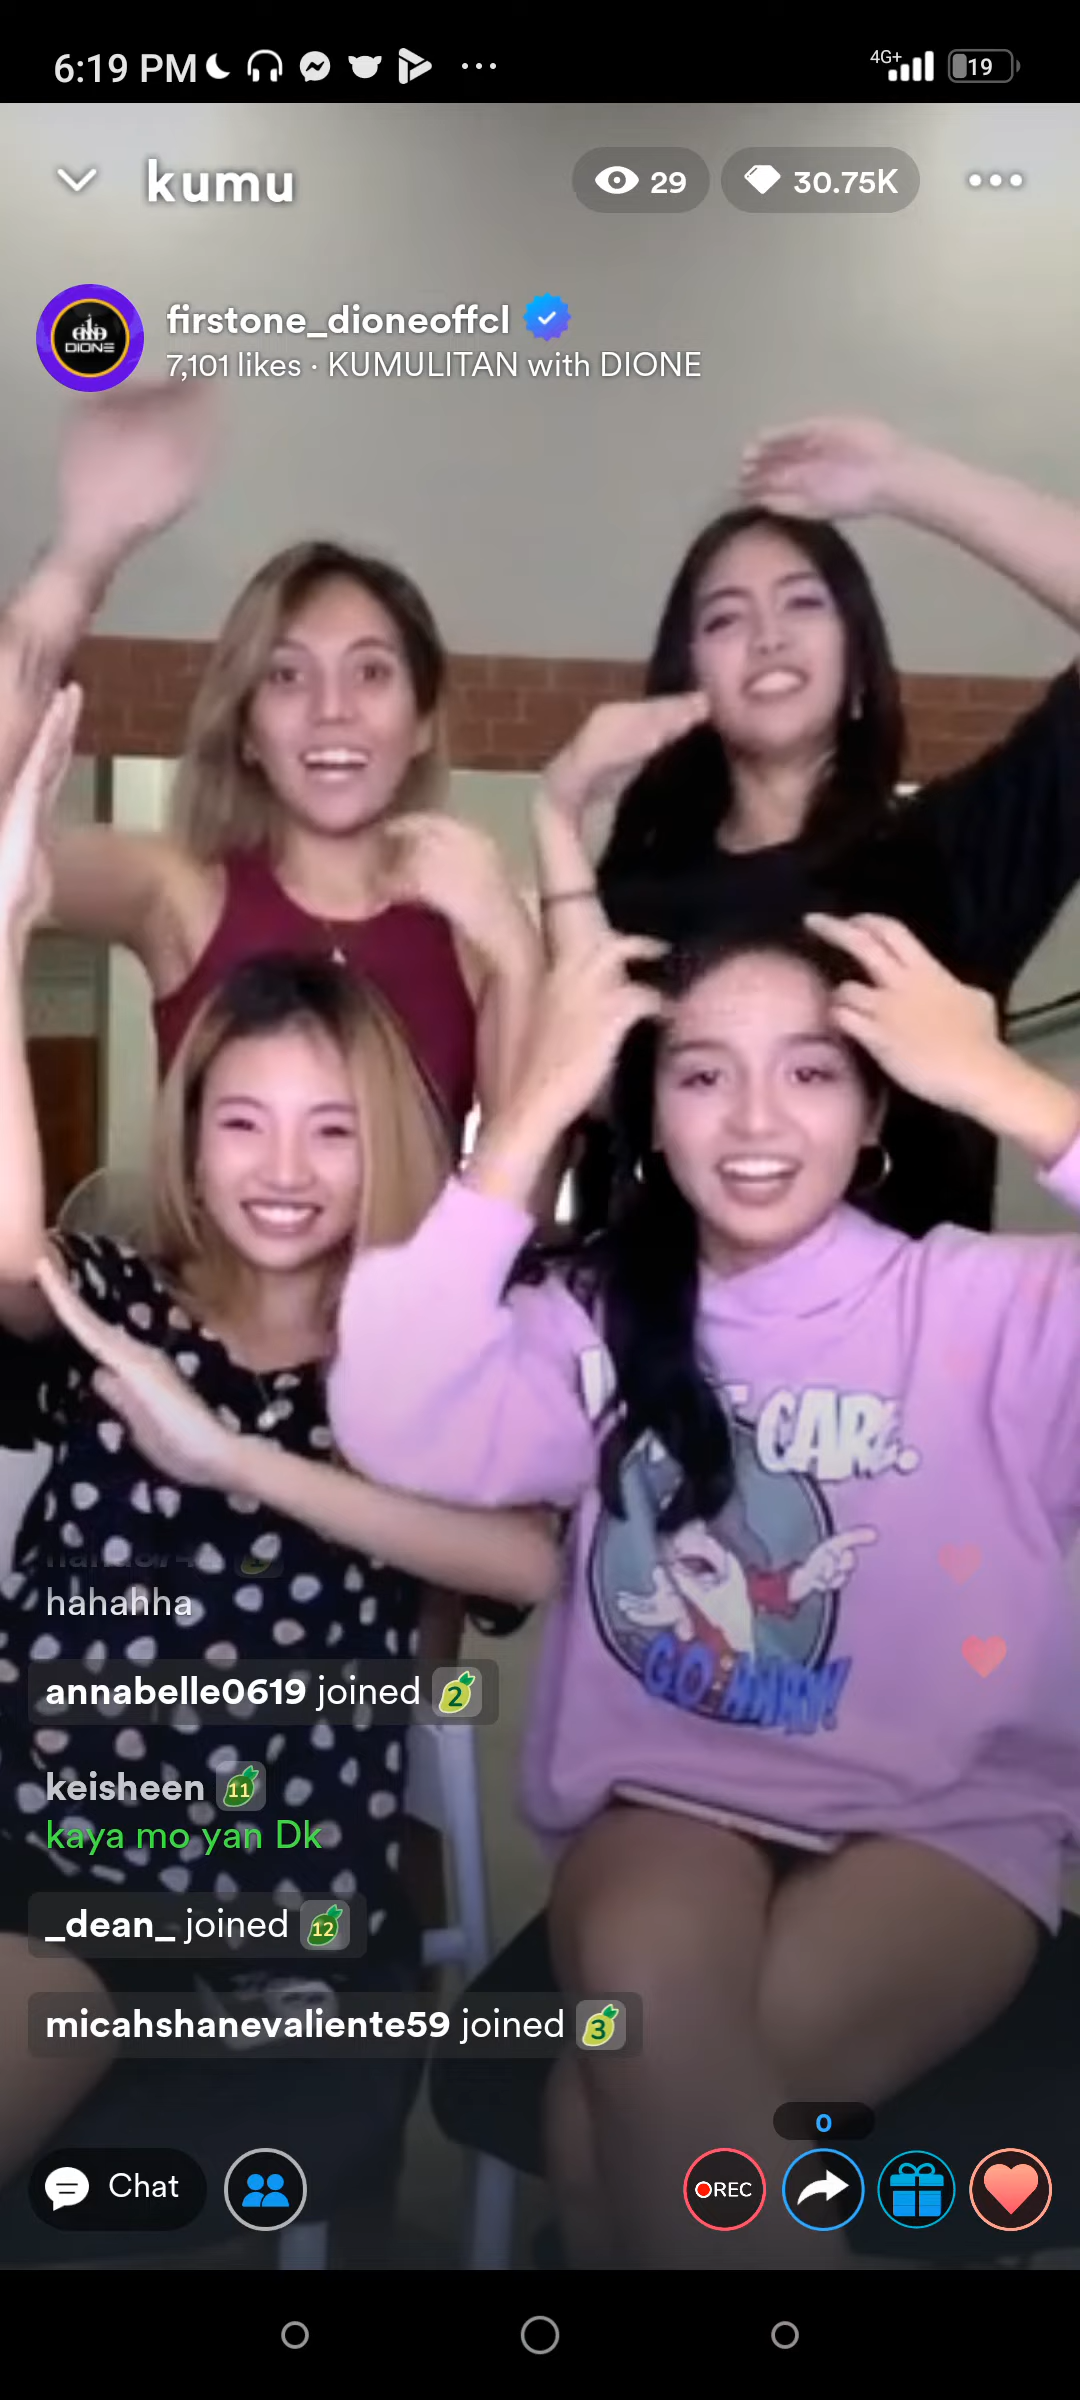 6:19 PM
4G+
19
kumu
29
30.75K
firstone_dioneoffcl
DIONE
7,101 likes · KUMULITAN with DIONE
CARE.
hahahha
annabelle0619 joined 2
keisheen 11
kaya mo yan Dk
_dean_ joined 12
micahshanevaliente59 joined 3
0
Chat
REC